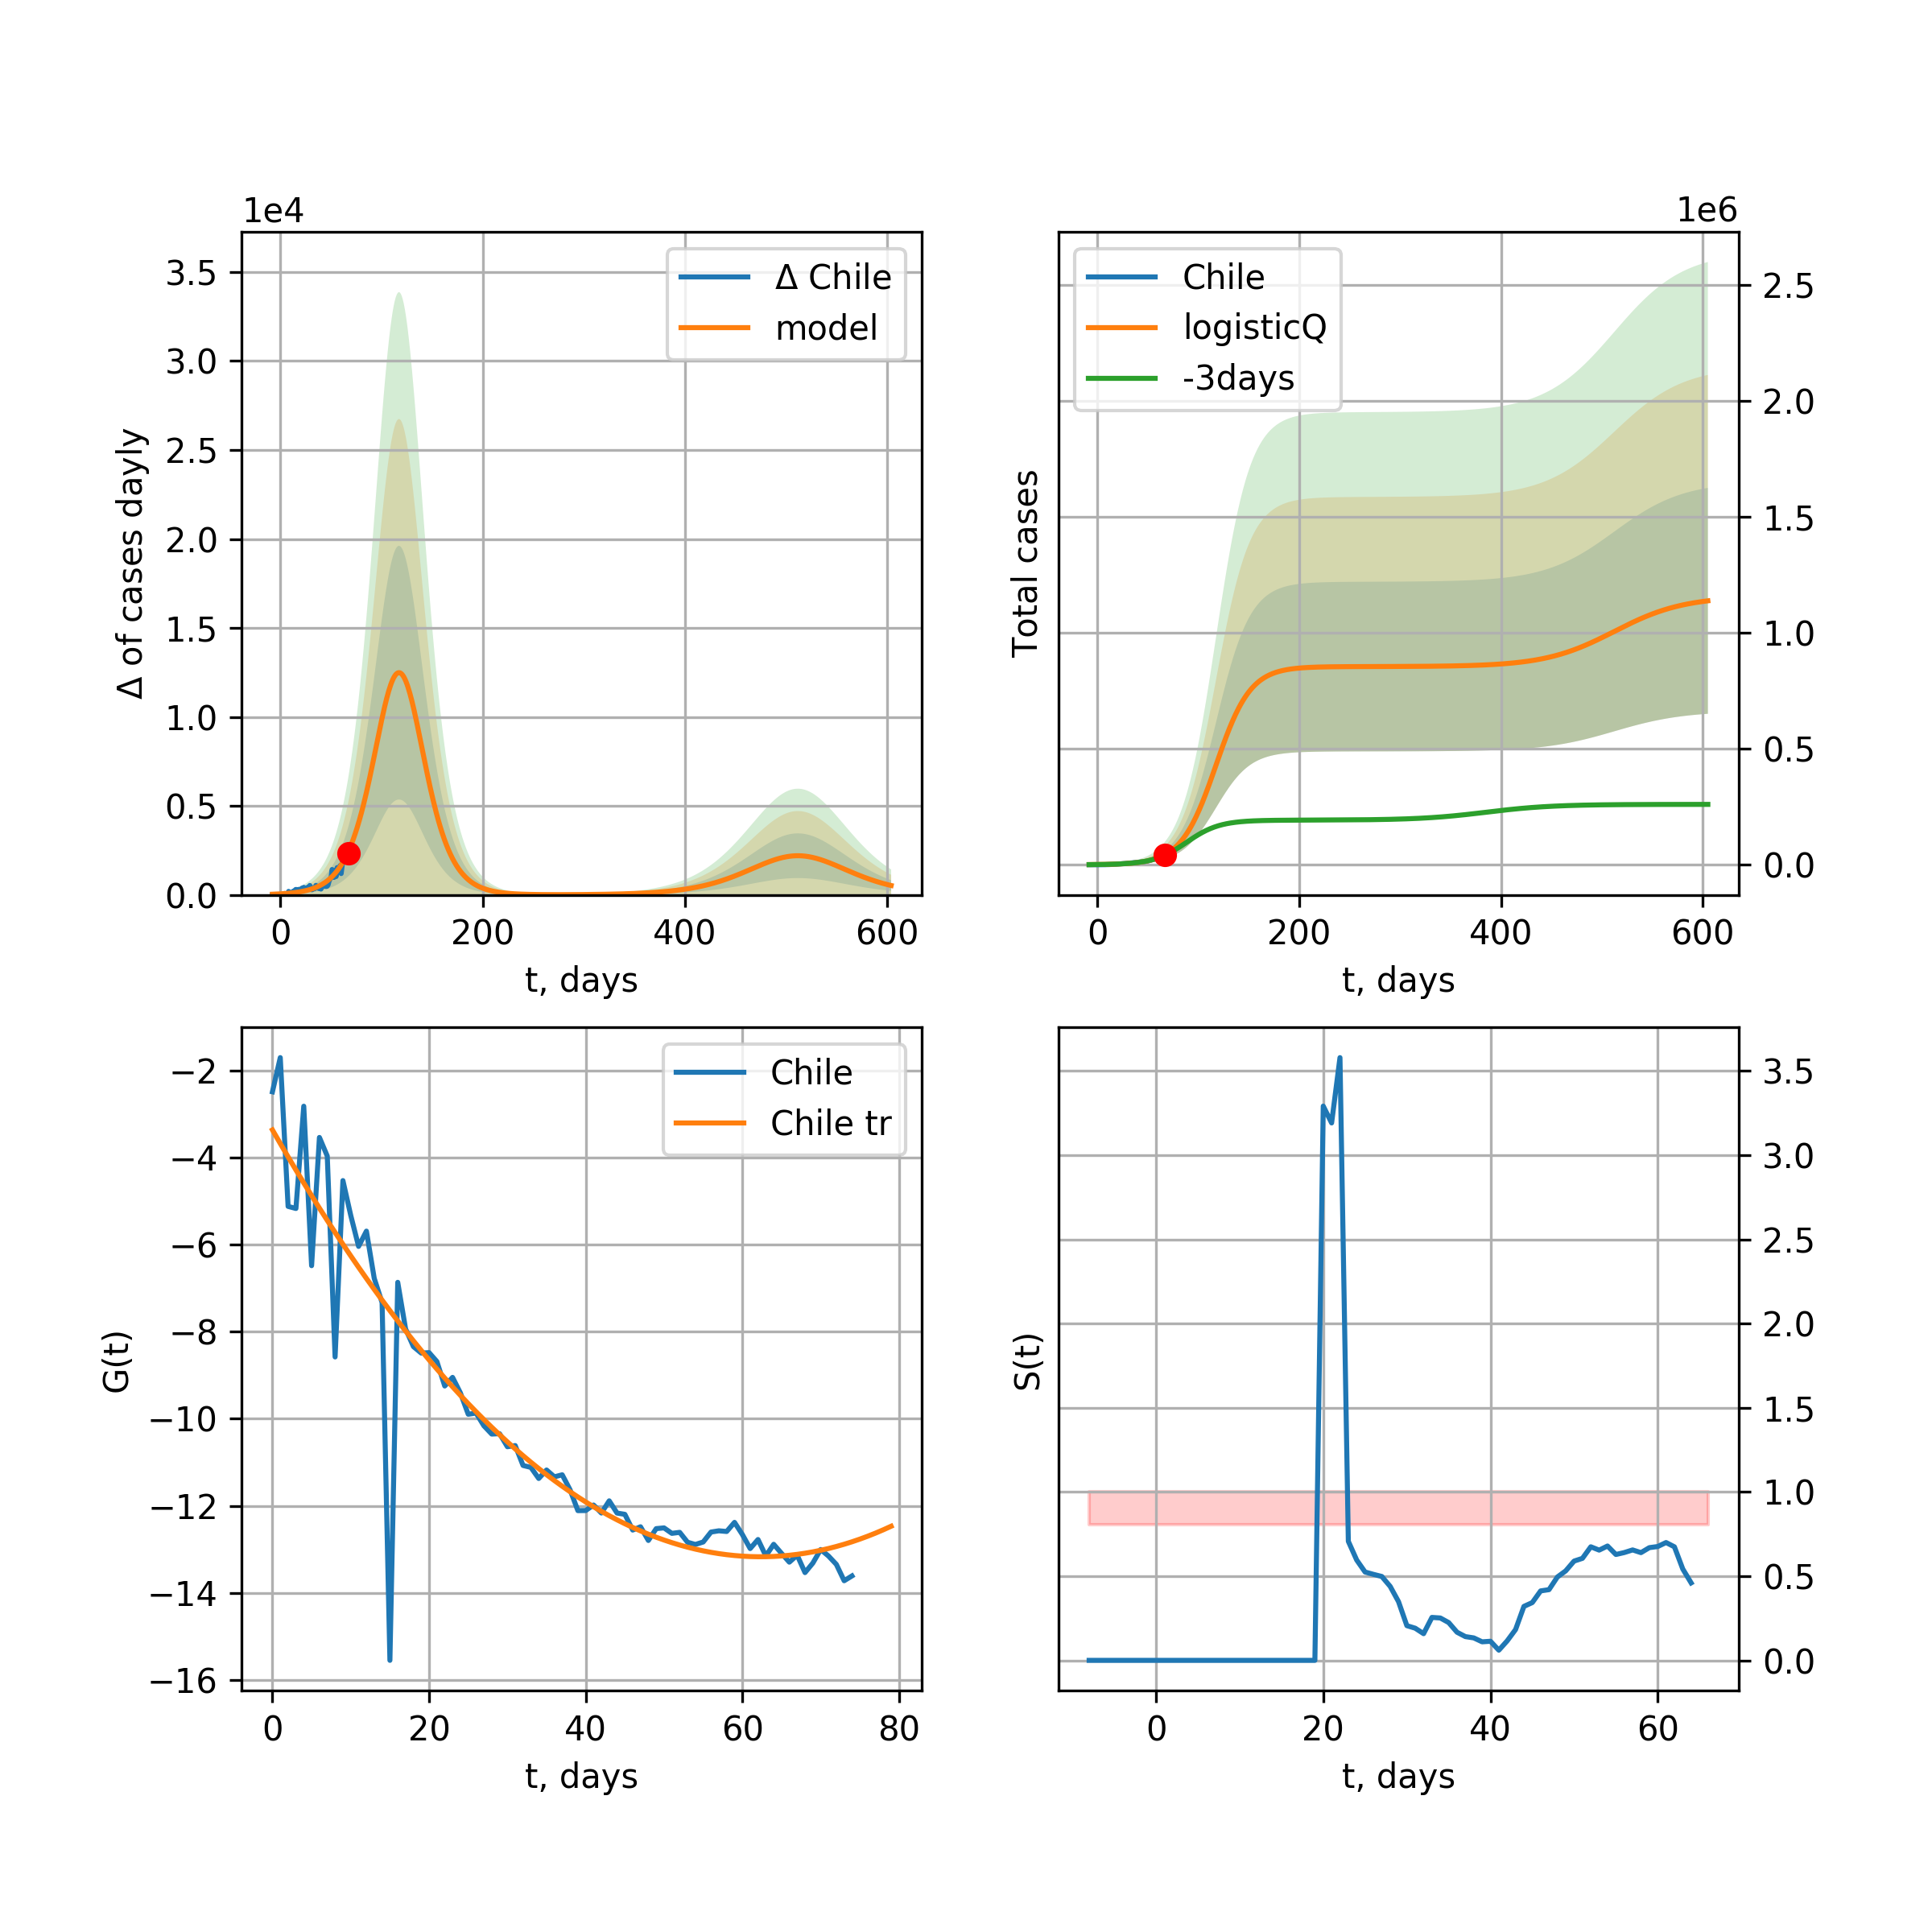 1e4
Δ of cases dayly
3.5
3.0
2.5
2.0
1.5
1.0
0.5
0.0
Δ Chile
model
0 200 400 600
t, days
1e6
Total cases
Chile
logisticQ
-3days
2.5
2.0
1.5
1.0
0.5
0.0
0 200 400 600
t, days
G(t)
−2
−4
−6
−8
−10
−12
−14
−16
Chile
Chile tr
0 20 40 60 80
t, days
S(t)
3.5
3.0
2.5
2.0
1.5
1.0
0.5
0.0
0 20 40 60
t, days